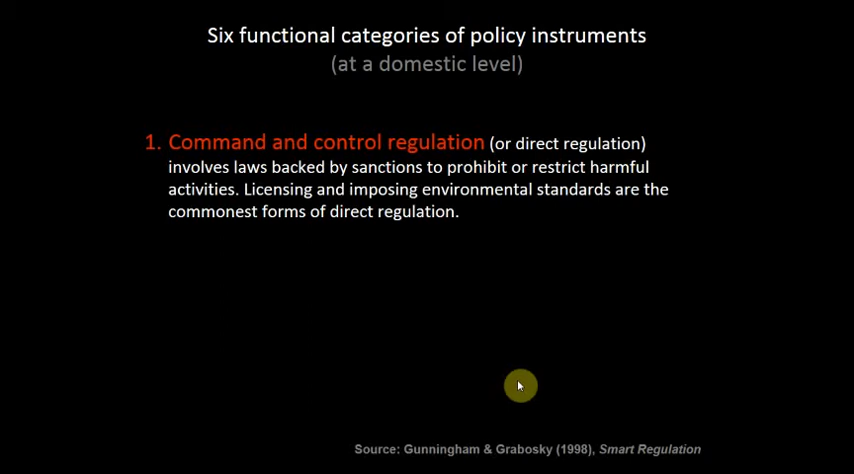 Six functional categories of policy instruments
(at a domestic level)
1. Command and control regulation (or direct regulation)
involves laws backed by sanctions to prohibit or restrict harmful
activities. Licensing and imposing environmental standards are the
commonest forms of direct regulation.
Source: Gunningham & Grabosky (1998), Smart Regulation